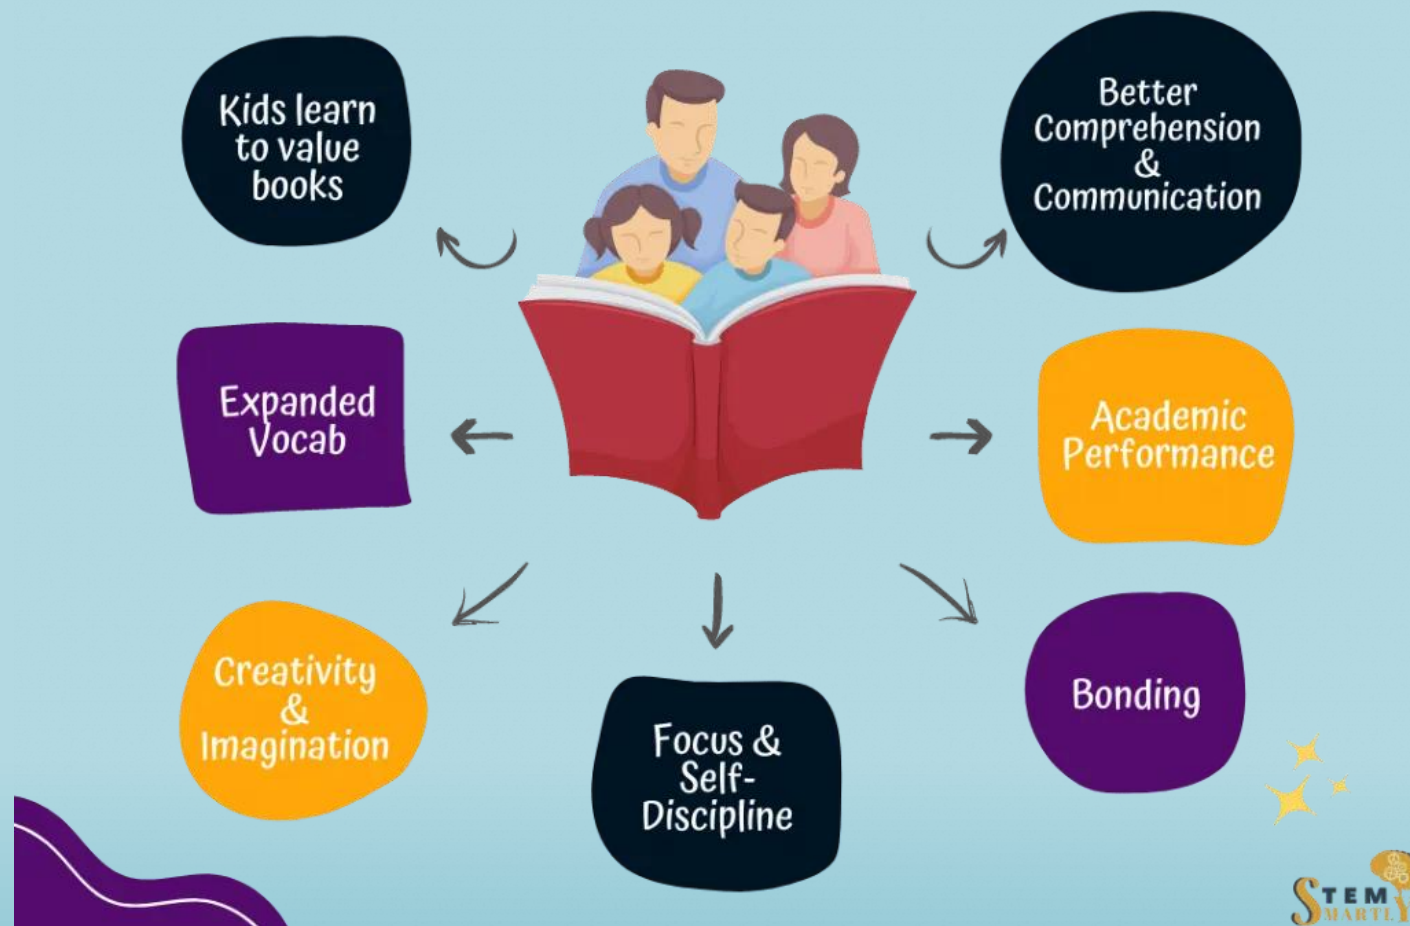 Kids learn
to value
books
Better
Comprehension
&
Communication
Expanded
Vocab
Academic
Performance
Creativity
&
Imagination
Focus &
Self-
Discipline
Bonding
STEM
SMARTLY